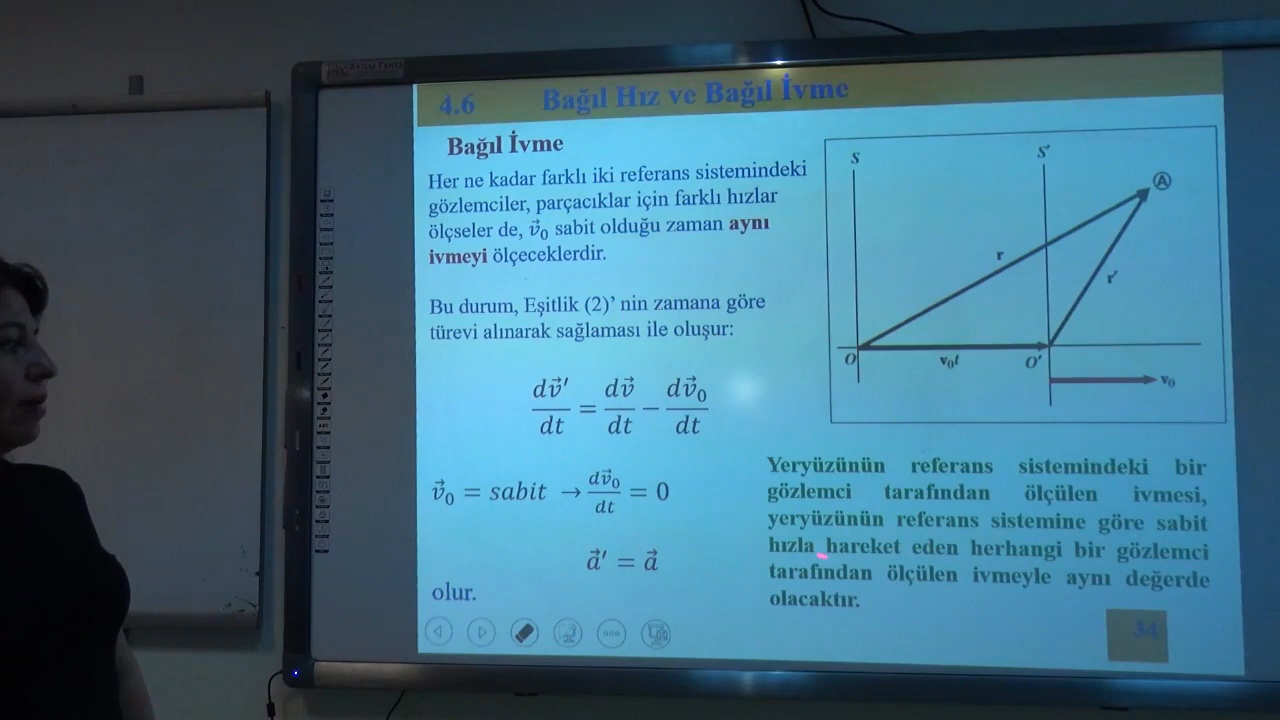 4.6 Bağıl Hız ve Bağıl İvme
Bağıl İvme
Her ne kadar farklı iki referans sistemindeki
gözlemciler, parçacıklar için farklı hızlar
ölçseler de, v⃗₀ sabit olduğu zaman aynı
ivmeyi ölçeceklerdir.
Bu durum, Eşitlik (2)’ nin zamana göre
türevi alınarak sağlaması ile oluşur:
dv⃗′/dt = dv⃗/dt − dv⃗₀/dt
v⃗₀ = sabit → dv⃗₀/dt = 0
a⃗′ = a⃗
olur.
S
S′
A
r
r′
O
v₀t
O′
v₀
Yeryüzünün referans sistemindeki bir
gözlemci tarafından ölçülen ivmesi,
yeryüzünün referans sistemine göre sabit
hızla hareket eden herhangi bir gözlemci
tarafından ölçülen ivmeyle aynı değerde
olacaktır.
34
ABC